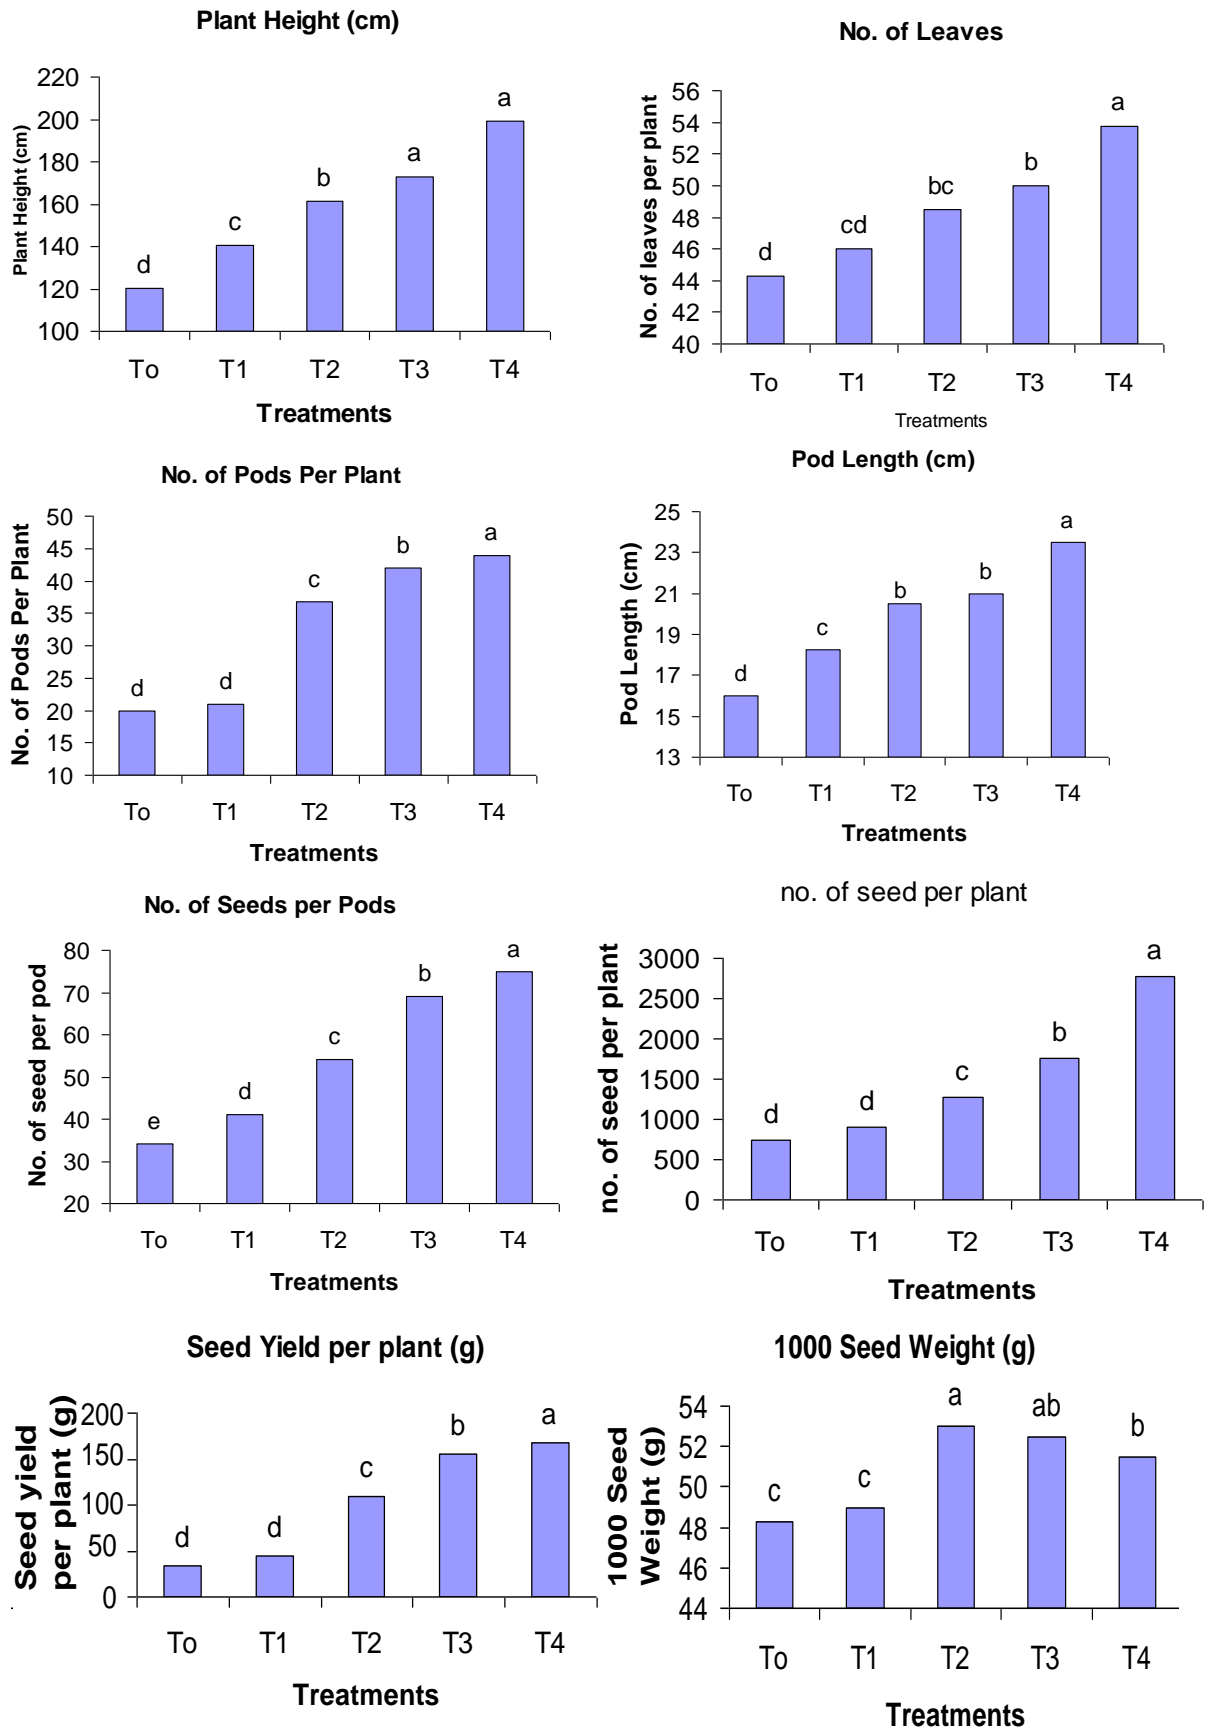 Plant Height (cm)
Plant Height (cm)
220
200
180
160
140
120
100
d
c
b
a
a
To T1 T2 T3 T4
Treatments
No. of Leaves
No. of leaves per plant
56
54
52
50
48
46
44
42
40
d
cd
bc
b
a
To T1 T2 T3 T4
Treatments
No. of Pods Per Plant
No. of Pods Per Plant
50
45
40
35
30
25
20
15
10
d
d
c
b
a
To T1 T2 T3 T4
Treatments
Pod Length (cm)
Pod Length (cm)
25
23
21
19
17
15
13
d
c
b
b
a
To T1 T2 T3 T4
Treatments
No. of Seeds per Pods
No. of seed per pod
80
70
60
50
40
30
20
e
d
c
b
a
To T1 T2 T3 T4
Treatments
no. of seed per plant
no. of seed per plant
3000
2500
2000
1500
1000
500
0
d
d
c
b
a
To T1 T2 T3 T4
Treatments
Seed Yield per plant (g)
Seed yield
per plant (g)
200
150
100
50
0
d
d
c
b
a
To T1 T2 T3 T4
Treatments
1000 Seed Weight (g)
1000 Seed
Weight (g)
54
52
50
48
46
44
c
c
a
ab
b
To T1 T2 T3 T4
Treatments